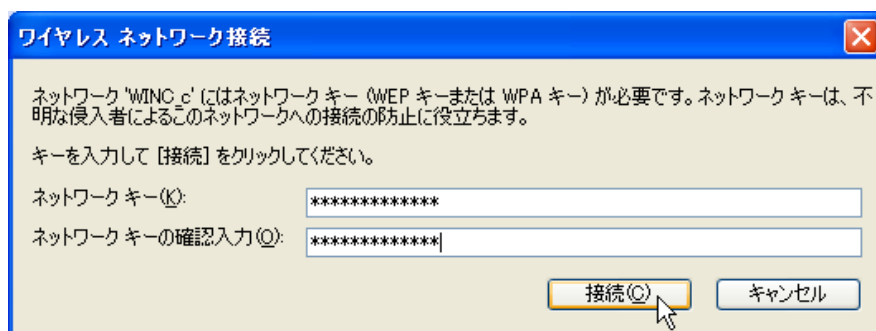 ワイヤレス ネットワーク接続
ネットワーク 'WINC_c' にはネットワーク キー (WEP キーまたは WPA キー) が必要です。ネットワーク キーは、不
明な侵入者によるこのネットワークへの接続の防止に役立ちます。
キーを入力して [接続] をクリックしてください。
ネットワーク キー(K): *************
ネットワーク キーの確認入力(O): *************
接続(C) キャンセル